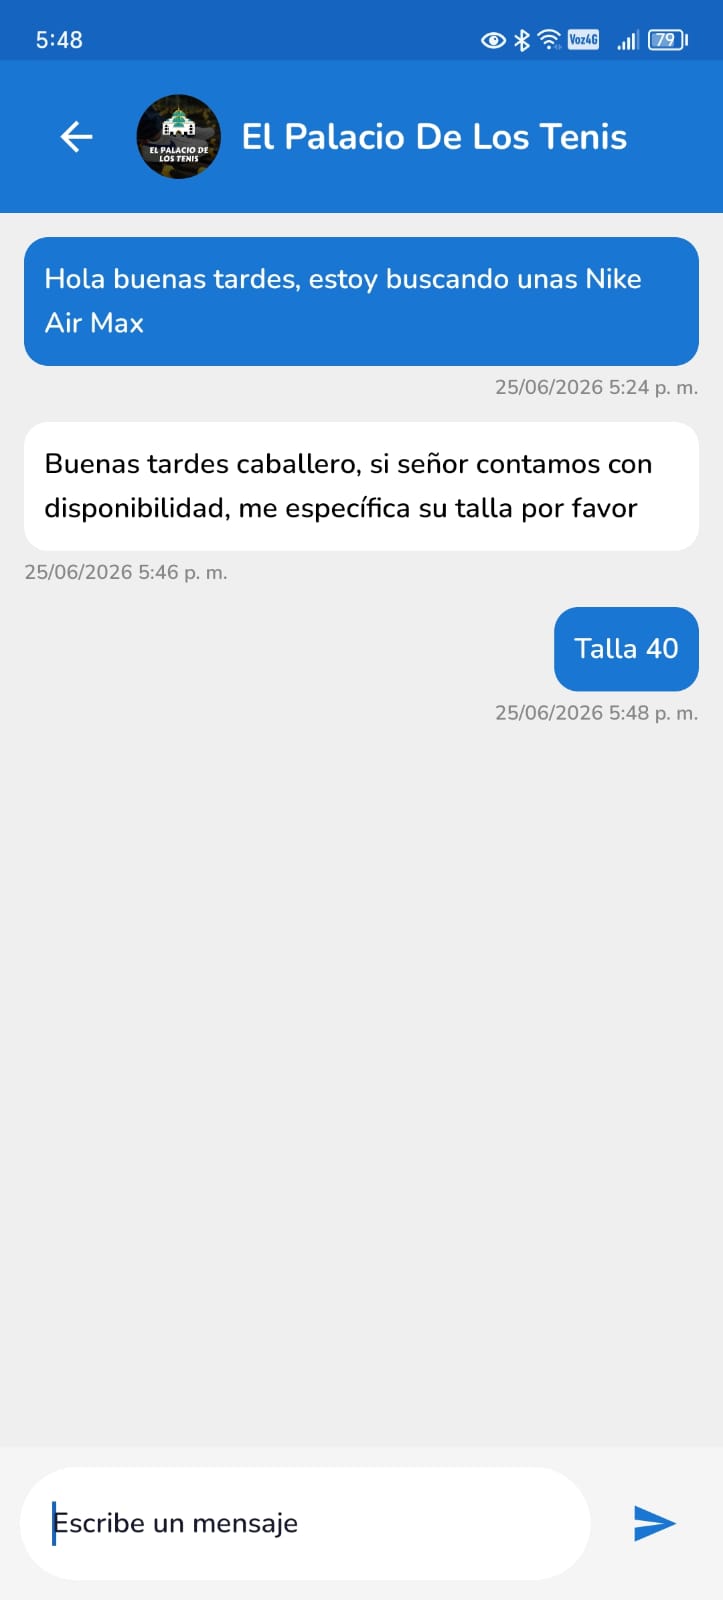 5:48
Voz4G
79
EL PALACIO DE
LOS TENIS
El Palacio De Los Tenis
Hola buenas tardes, estoy buscando unas Nike
Air Max
25/06/2026 5:24 p. m.
Buenas tardes caballero, si señor contamos con
disponibilidad, me específica su talla por favor
25/06/2026 5:46 p. m.
Talla 40
25/06/2026 5:48 p. m.
Escribe un mensaje